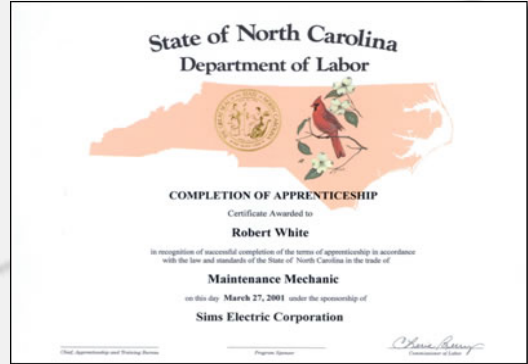 State of North Carolina
Department of Labor
COMPLETION OF APPRENTICESHIP
Certificate Awarded to
Robert White
in recognition of successful completion of the terms of apprenticeship in accordance
with the law and standards of the State of North Carolina in the trade of
Maintenance Mechanic
on this day March 27, 2001 under the sponsorship of
Sims Electric Corporation
Cherie Berry
Chief, Apprenticeship and Training Bureau
Program Sponsor
Commissioner of Labor